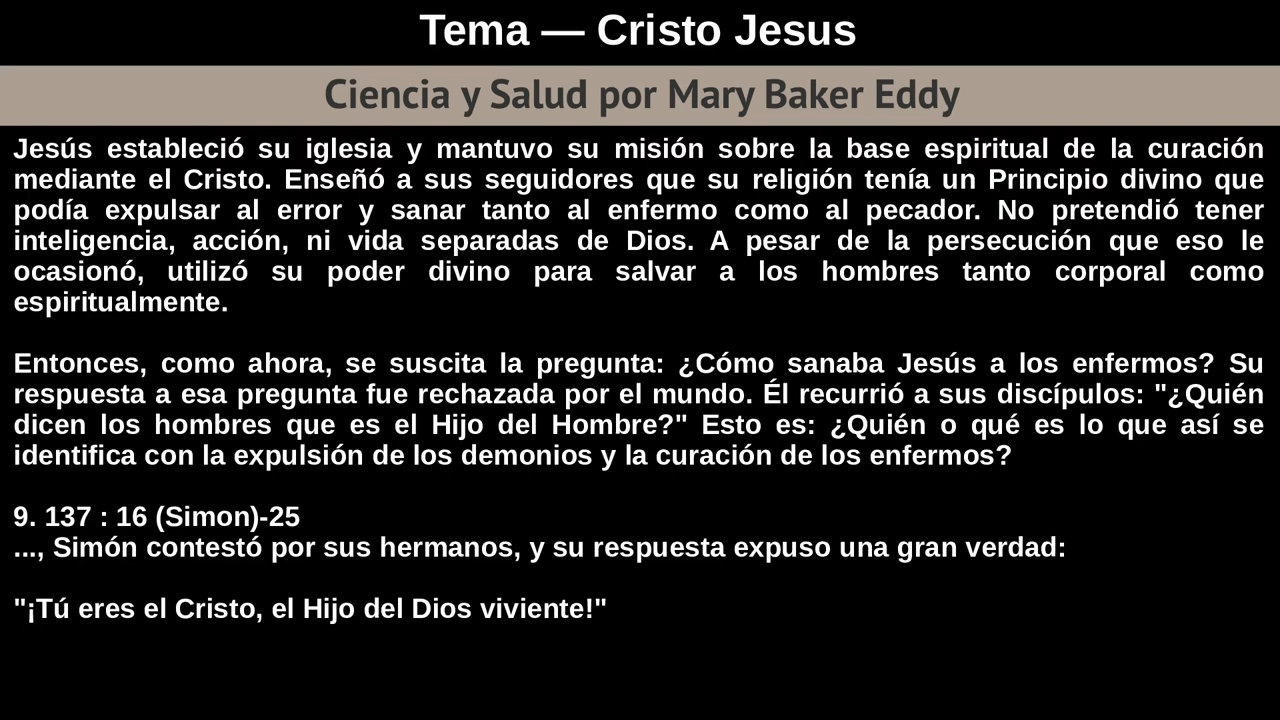 Tema — Cristo Jesus
Ciencia y Salud por Mary Baker Eddy
Jesús estableció su iglesia y mantuvo su misión sobre la base espiritual de la curación
mediante el Cristo. Enseñó a sus seguidores que su religión tenía un Principio divino que
podía expulsar al error y sanar tanto al enfermo como al pecador. No pretendió tener
inteligencia, acción, ni vida separadas de Dios. A pesar de la persecución que eso le
ocasionó, utilizó su poder divino para salvar a los hombres tanto corporal como
espiritualmente.
Entonces, como ahora, se suscita la pregunta: ¿Cómo sanaba Jesús a los enfermos? Su
respuesta a esa pregunta fue rechazada por el mundo. Él recurrió a sus discípulos: "¿Quién
dicen los hombres que es el Hijo del Hombre?" Esto es: ¿Quién o qué es lo que así se
identifica con la expulsión de los demonios y la curación de los enfermos?
9. 137 : 16 (Simon)-25
..., Simón contestó por sus hermanos, y su respuesta expuso una gran verdad:
"¡Tú eres el Cristo, el Hijo del Dios viviente!"